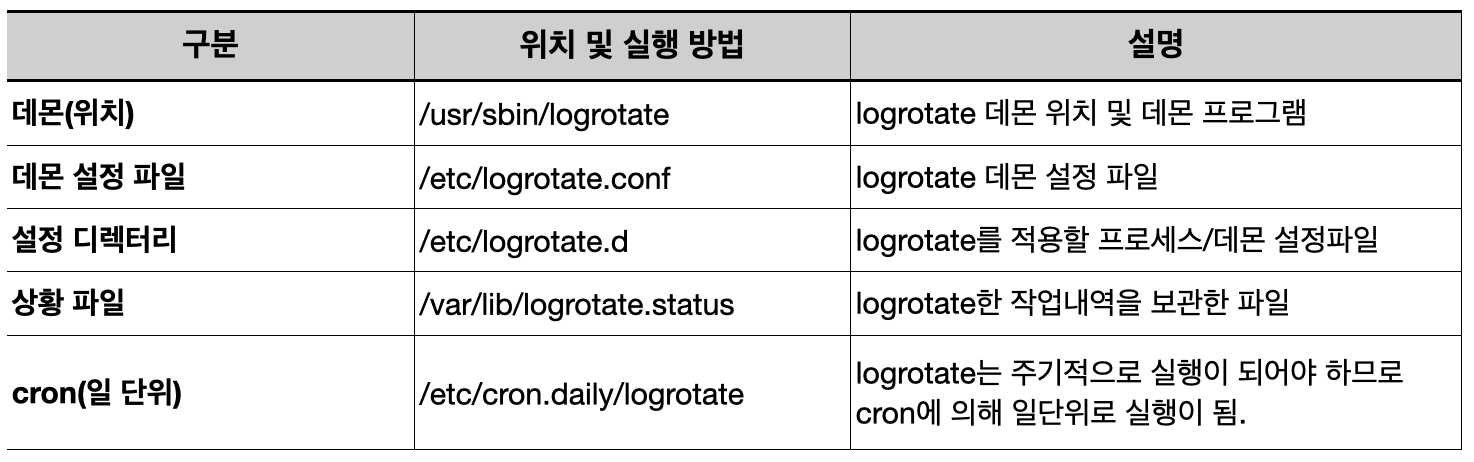 구분 위치 및 실행 방법 설명
데몬(위치) /usr/sbin/logrotate logrotate 데몬 위치 및 데몬 프로그램
데몬 설정 파일 /etc/logrotate.conf logrotate 데몬 설정 파일
설정 디렉터리 /etc/logrotate.d logrotate를 적용할 프로세스/데몬 설정파일
상황 파일 /var/lib/logrotate.status logrotate한 작업내역을 보관한 파일
cron(일 단위) /etc/cron.daily/logrotate logrotate는 주기적으로 실행이 되어야 하므로
cron에 의해 일단위로 실행이 됨.